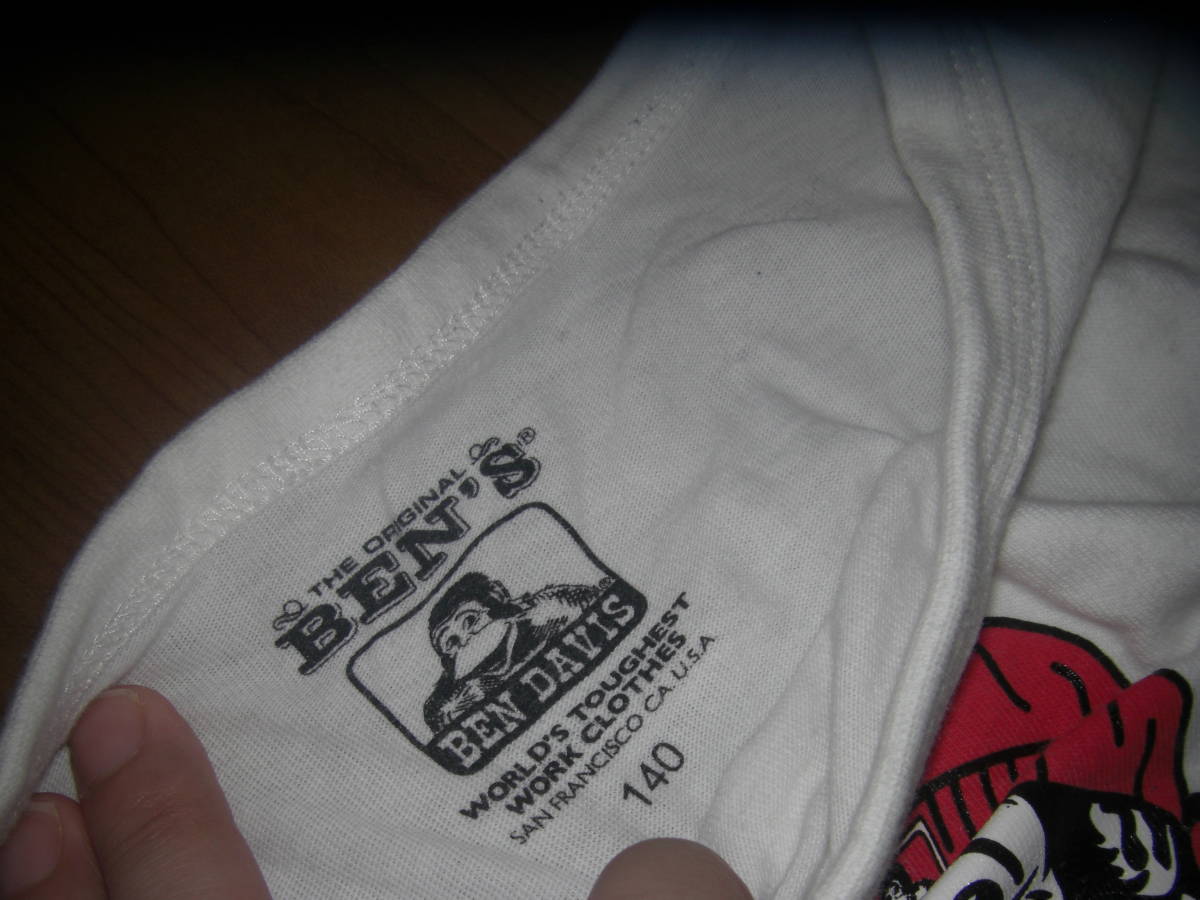 THE ORIGINAL
BEN'S®
BEN DAVIS®
WORLD'S TOUGHEST
WORK CLOTHES
SAN FRANCISCO CA. U.S.A
140